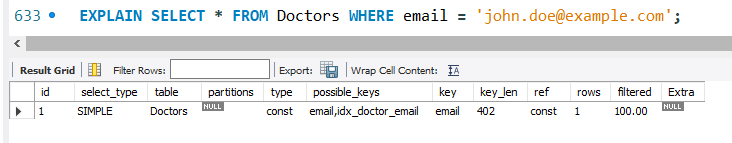 633 EXPLAIN SELECT * FROM Doctors WHERE email = 'john.doe@example.com';
Result Grid Filter Rows: Export: Wrap Cell Content: IA
id select_type table partitions type possible_keys key key_len ref rows filtered Extra
1 SIMPLE Doctors NULL const email,idx_doctor_email email 402 const 1 100.00 NULL